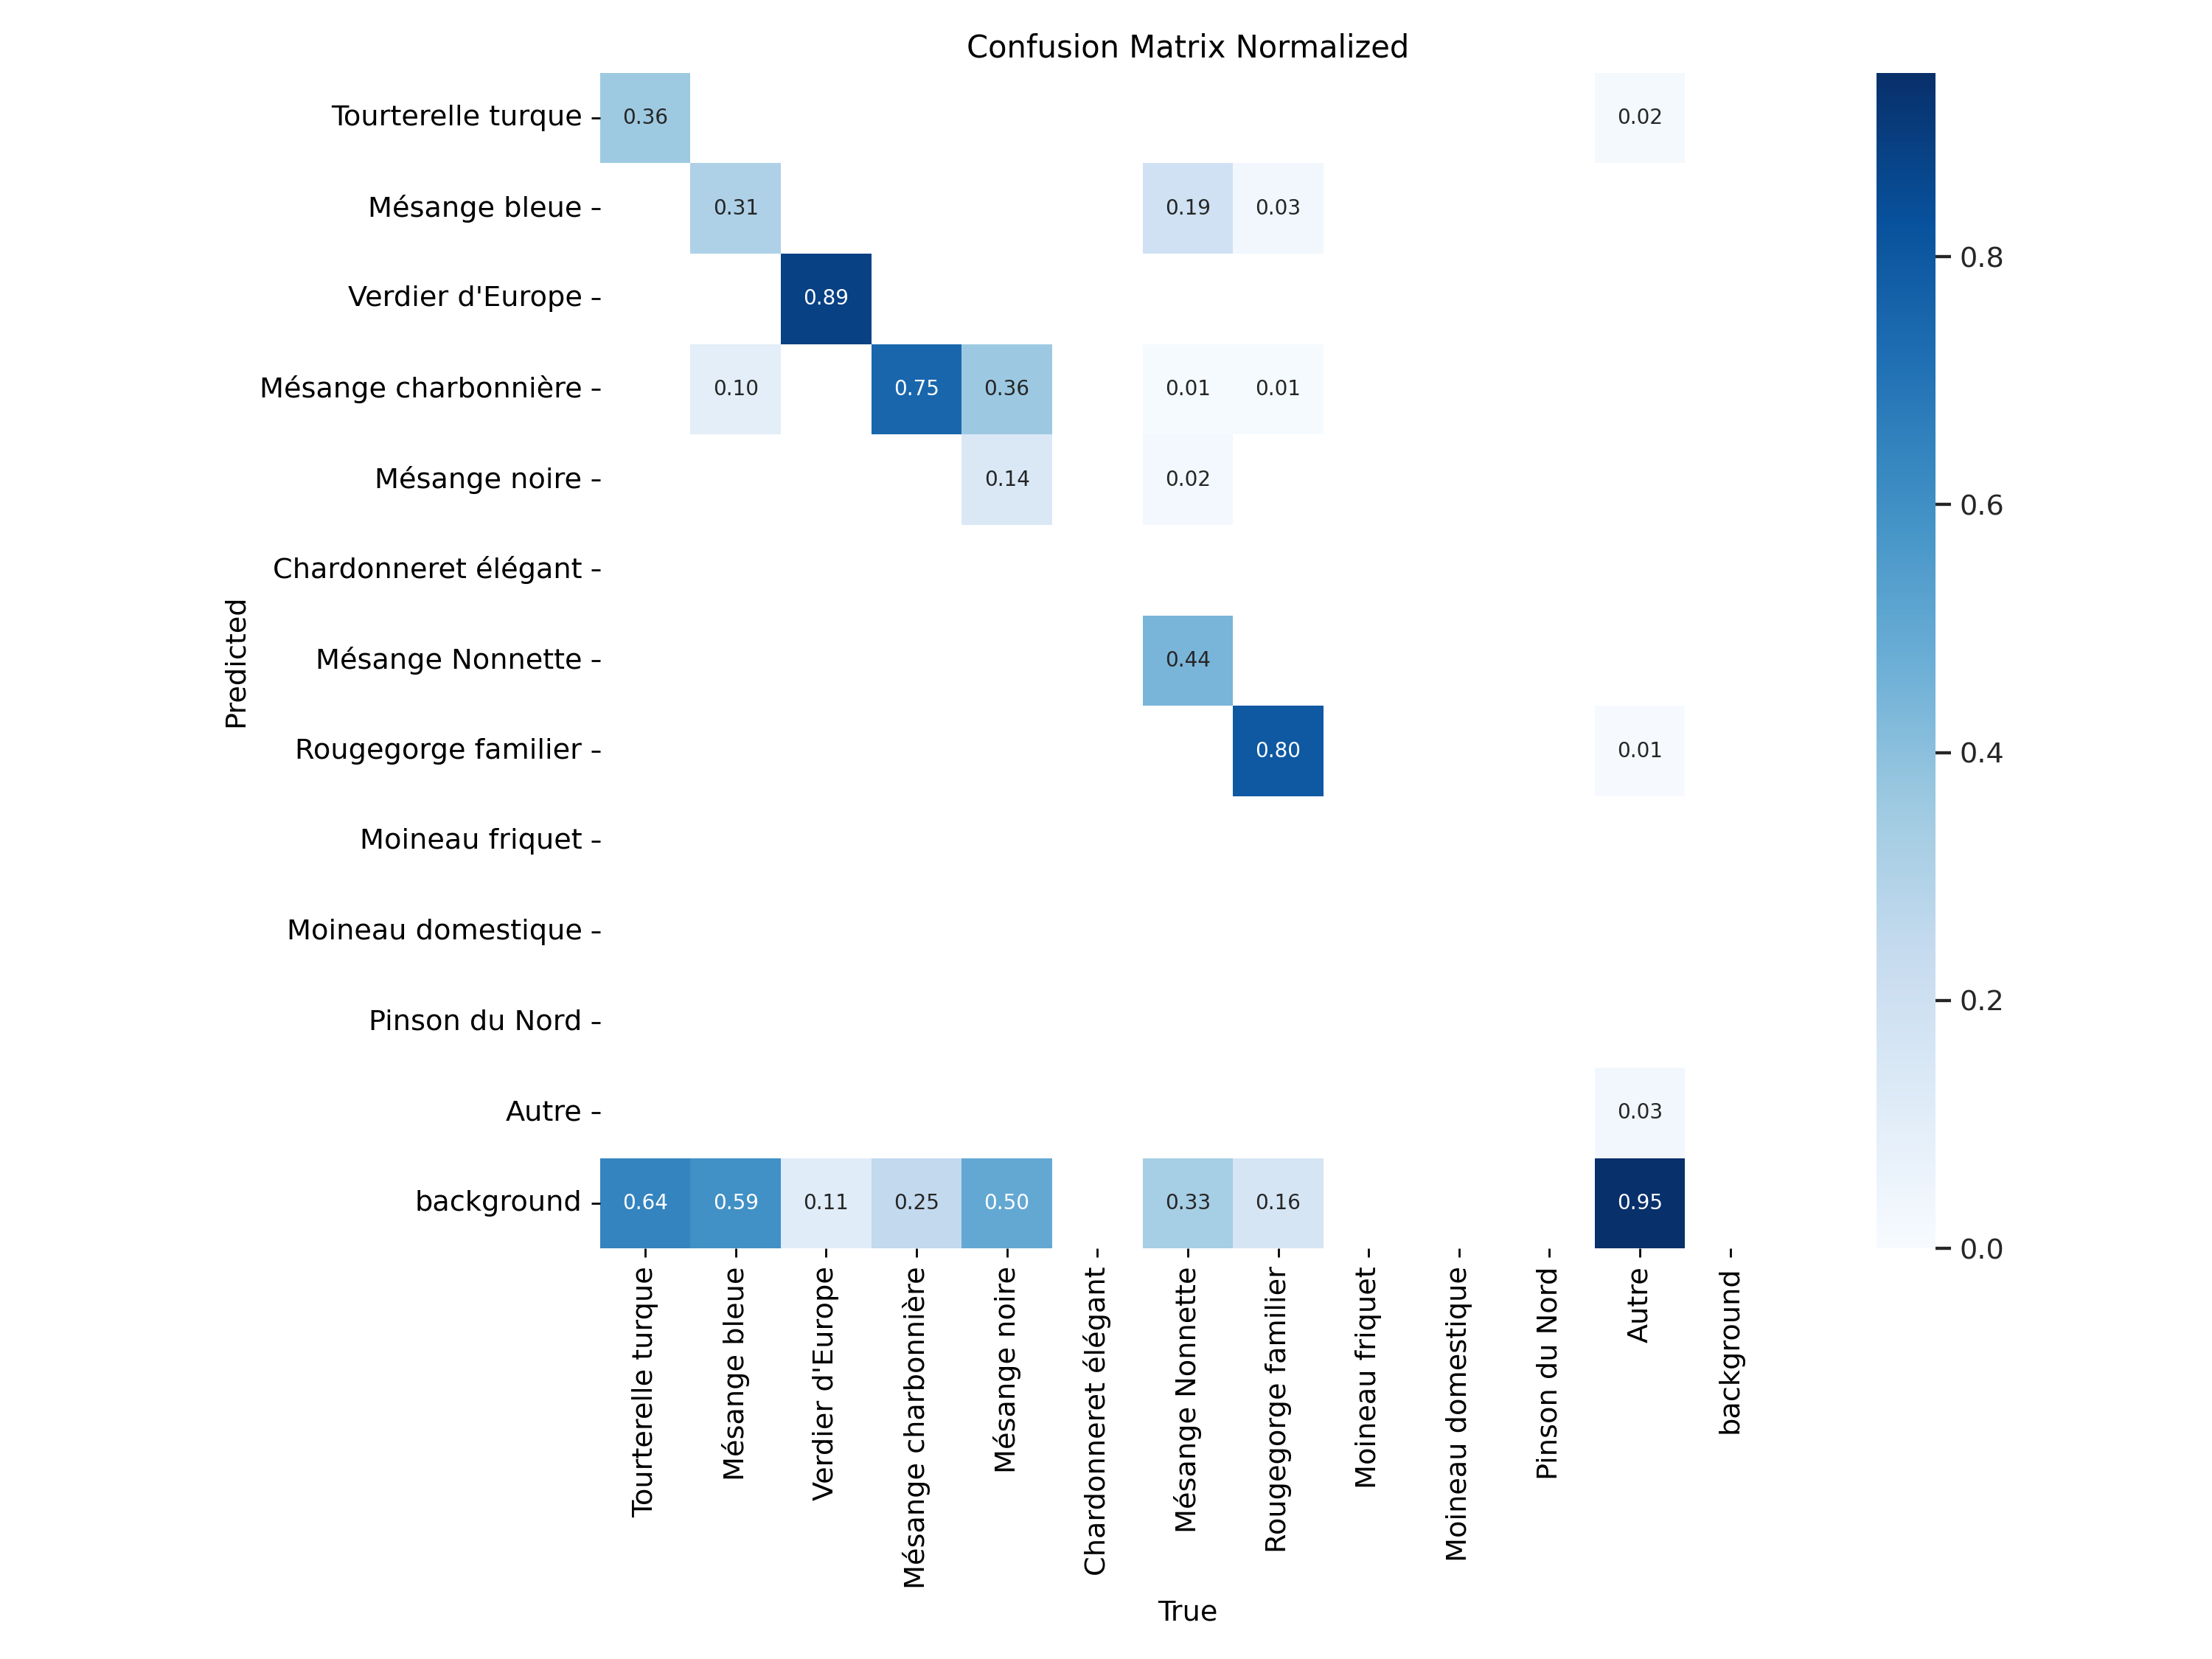 Confusion Matrix Normalized
Tourterelle turque
0.36
0.02
Mésange bleue
0.31
0.19
0.03
Verdier d'Europe
0.89
Mésange charbonnière
0.10
0.75
0.36
0.01
0.01
Mésange noire
0.14
0.02
Chardonneret élégant
Mésange Nonnette
0.44
Rougegorge familier
0.80
0.01
Moineau friquet
Moineau domestique
Pinson du Nord
Autre
0.03
background
0.64
0.59
0.11
0.25
0.50
0.33
0.16
0.95
Predicted
Tourterelle turque
Mésange bleue
Verdier d'Europe
Mésange charbonnière
Mésange noire
Chardonneret élégant
Mésange Nonnette
Rougegorge familier
Moineau friquet
Moineau domestique
Pinson du Nord
Autre
background
True
0.8
0.6
0.4
0.2
0.0